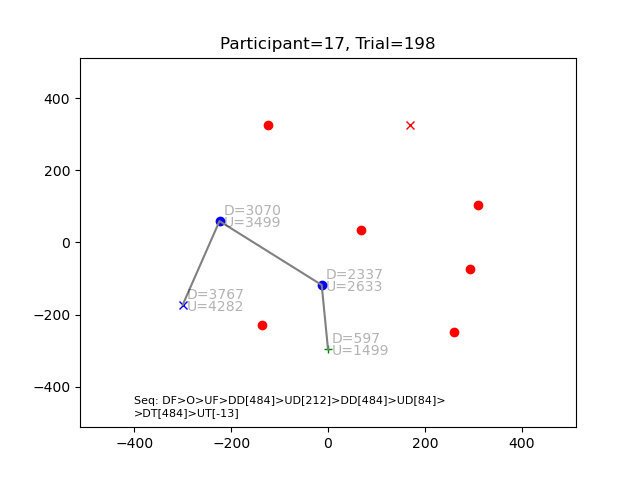 Participant=17, Trial=198
400
200
0
−200
−400
D=3070
U=3499
D=2337
U=2633
D=3767
U=4282
D=597
U=1499
Seq: DF>O>UF>DD[484]>UD[212]>DD[484]>UD[84]>
>DT[484]>UT[-13]
−400
−200
0
200
400